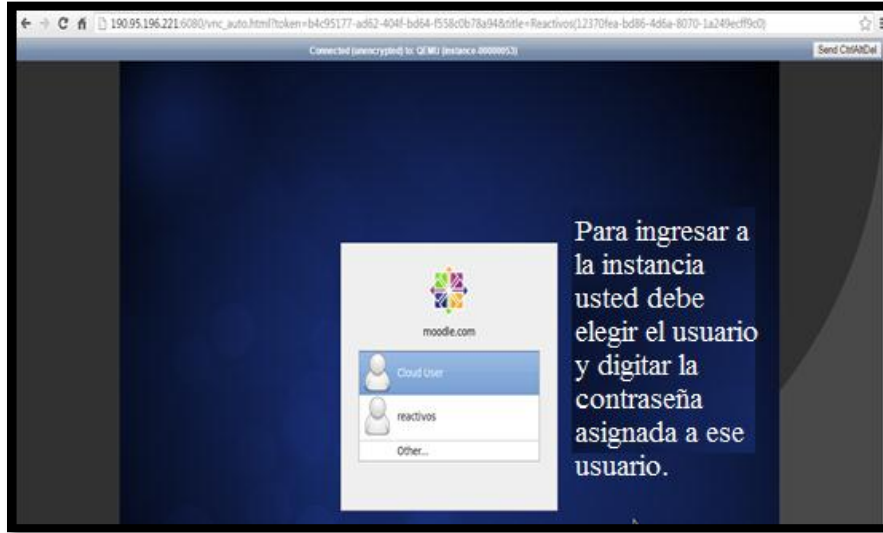 190.95.196.221:6080/vnc_auto.html?token=b4c95177-ad62-404f-bd64-f558c0b78a94&title=Reactivos(12370fea-bd86-4d6a-8070-1a249ecff9c0)
Connected (unencrypted) to: QEMU (instance-00000053)
Send CtrlAltDel
moodle.com
Cloud User
reactivos
Other...
Para ingresar a
la instancia
usted debe
elegir el usuario
y digitar la
contraseña
asignada a ese
usuario.